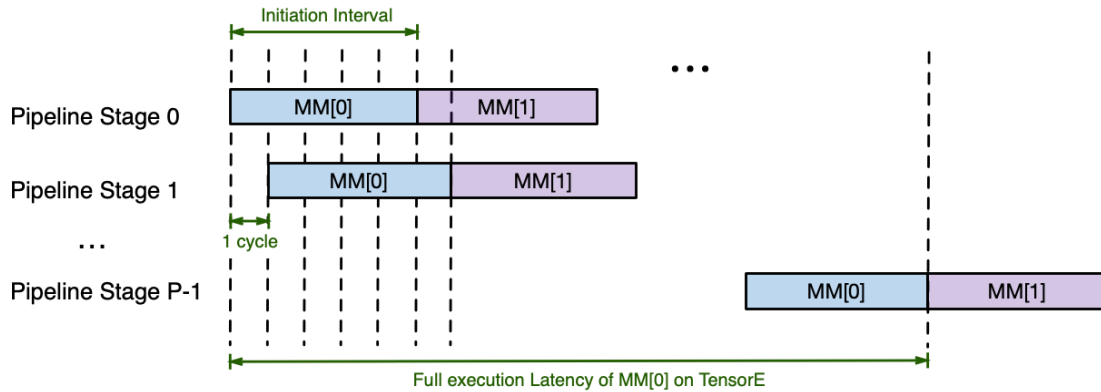 Initiation Interval
...
Pipeline Stage 0
MM[0]
MM[1]
Pipeline Stage 1
MM[0]
MM[1]
1 cycle
...
Pipeline Stage P-1
MM[0]
MM[1]
Full execution Latency of MM[0] on TensorE